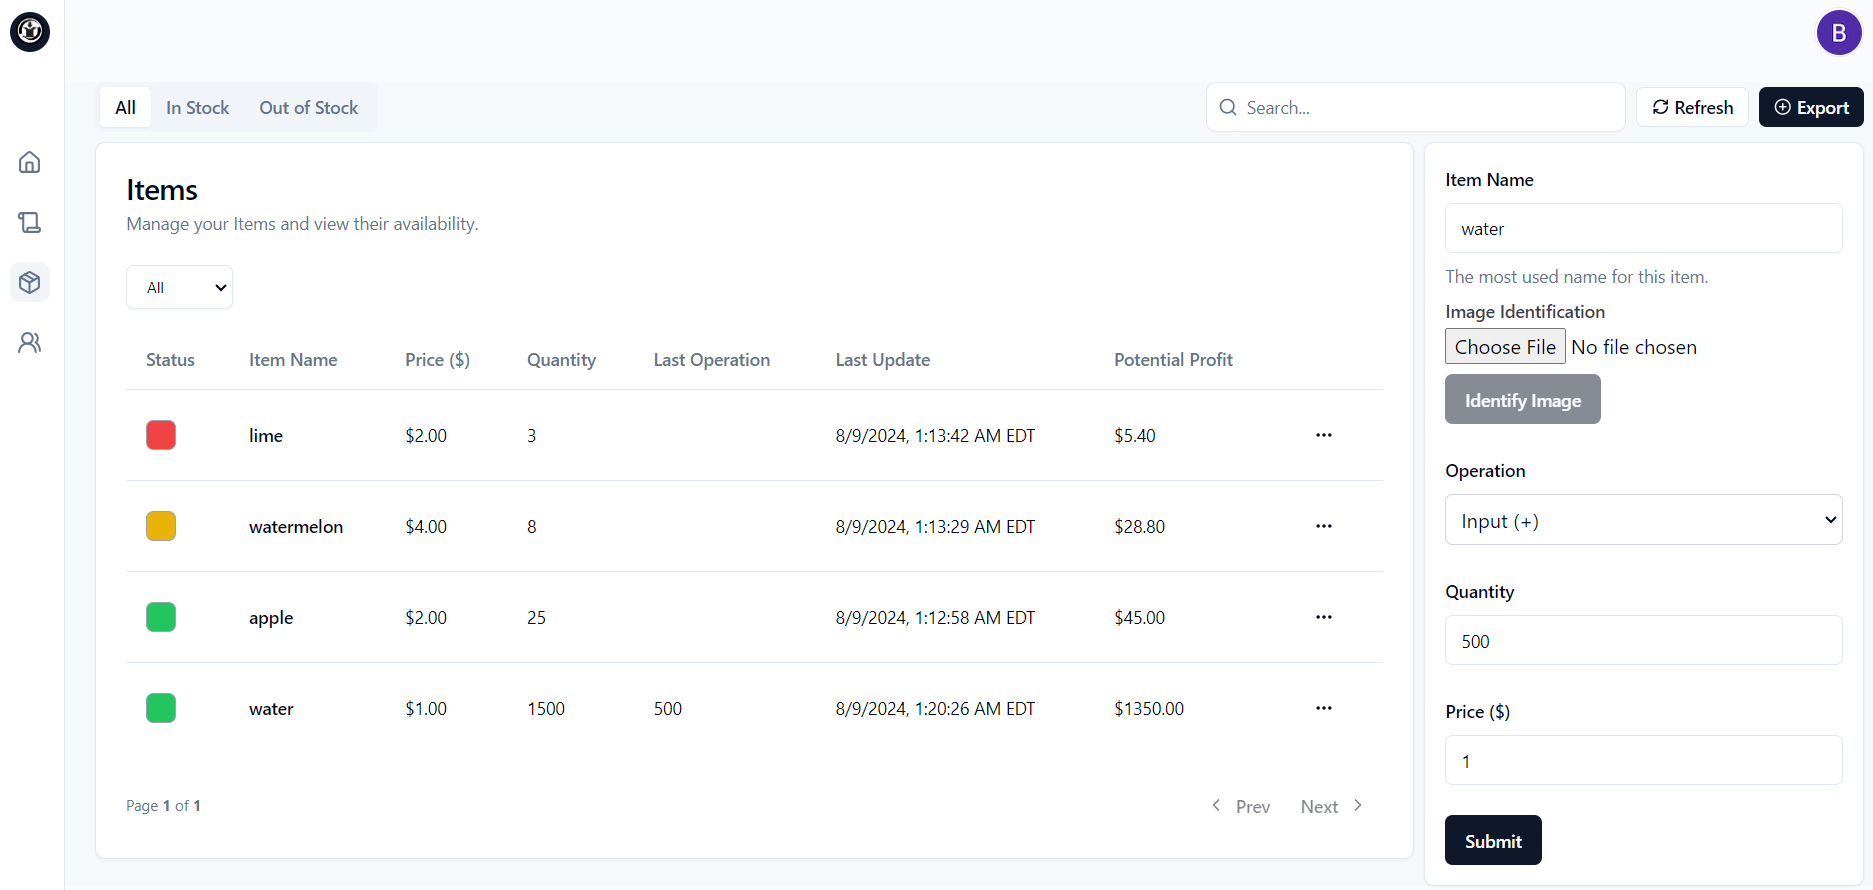 B
All In Stock Out of Stock
Search...
Refresh
Export
Items
Manage your Items and view their availability.
All
Status Item Name Price ($) Quantity Last Operation Last Update Potential Profit
lime $2.00 3 8/9/2024, 1:13:42 AM EDT $5.40 ...
watermelon $4.00 8 8/9/2024, 1:13:29 AM EDT $28.80 ...
apple $2.00 25 8/9/2024, 1:12:58 AM EDT $45.00 ...
water $1.00 1500 500 8/9/2024, 1:20:26 AM EDT $1350.00 ...
Page 1 of 1
Prev Next
Item Name
water
The most used name for this item.
Image Identification
Choose File No file chosen
Identify Image
Operation
Input (+)
Quantity
500
Price ($)
1
Submit